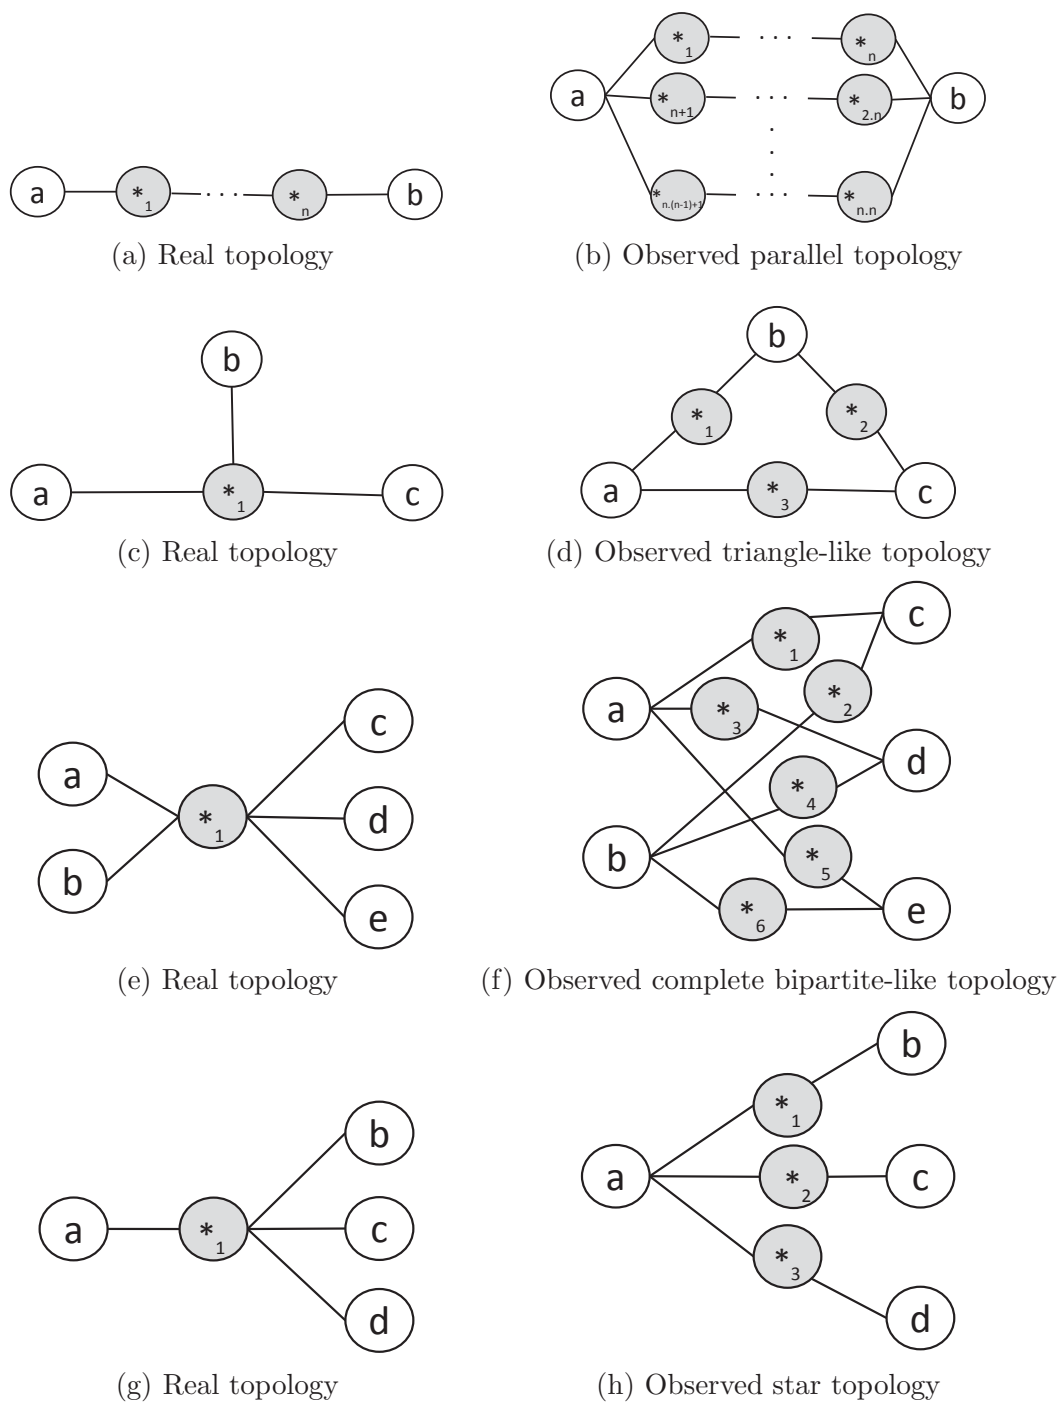 a *1 ... *n b
(a) Real topology
a *1 ... *n
*n+1 ... *2.n b
*n.(n-1)+1 ... *n.n
(b) Observed parallel topology
b
a *1 c
(c) Real topology
b
*1 *2
a *3 c
(d) Observed triangle-like topology
a c
*1 d
b e
(e) Real topology
*1 c
a *3 *2
*4 d
b *5
*6 e
(f) Observed complete bipartite-like topology
b
a *1 c
d
(g) Real topology
b
*1
a *2 c
*3
d
(h) Observed star topology